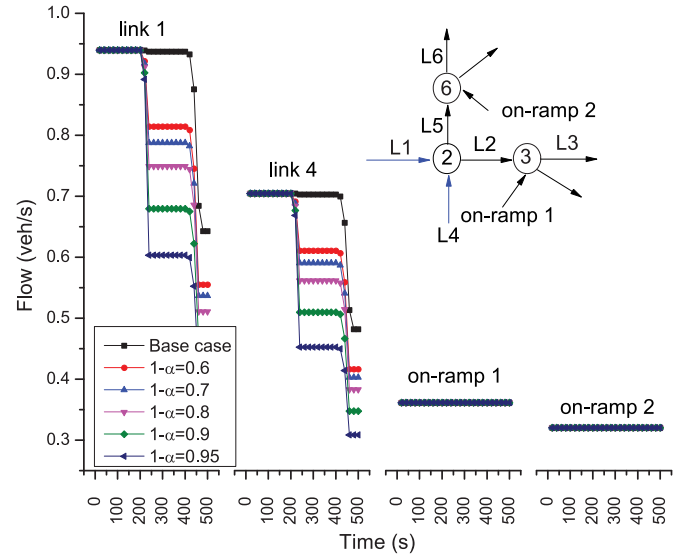 link 1
link 4
on-ramp 1
on-ramp 2
L6
6
on-ramp 2
L5
L1
2
L2
3
L3
on-ramp 1
L4
Flow (veh/s)
1.0
0.9
0.8
0.7
0.6
0.5
0.4
0.3
Base case
1-α=0.6
1-α=0.7
1-α=0.8
1-α=0.9
1-α=0.95
0 100 200 300 400 500
0 100 200 300 400 500
0 100 200 300 400 500
0 100 200 300 400 500
Time (s)